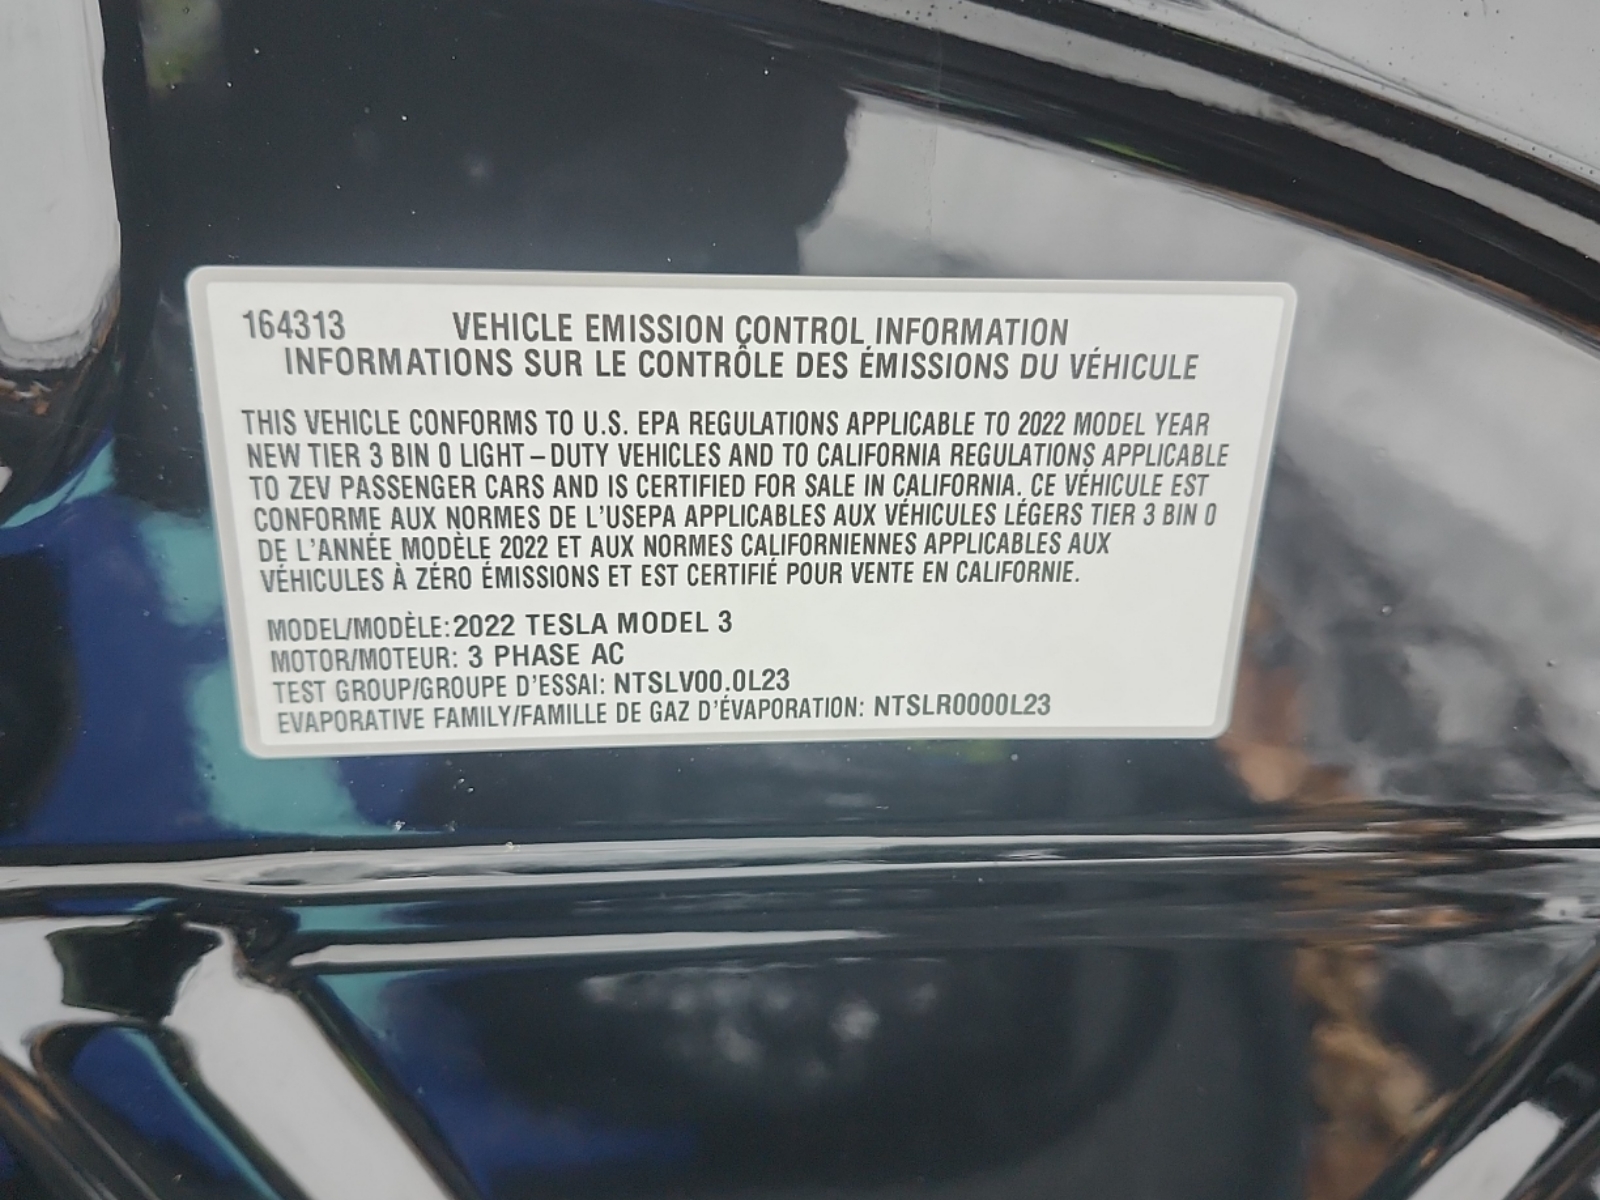 164313 VEHICLE EMISSION CONTROL INFORMATION
INFORMATIONS SUR LE CONTRÔLE DES ÉMISSIONS DU VÉHICULE
THIS VEHICLE CONFORMS TO U.S. EPA REGULATIONS APPLICABLE TO 2022 MODEL YEAR
NEW TIER 3 BIN 0 LIGHT–DUTY VEHICLES AND TO CALIFORNIA REGULATIONS APPLICABLE
TO ZEV PASSENGER CARS AND IS CERTIFIED FOR SALE IN CALIFORNIA. CE VÉHICULE EST
CONFORME AUX NORMES DE L'USEPA APPLICABLES AUX VÉHICULES LÉGERS TIER 3 BIN 0
DE L'ANNÉE MODÈLE 2022 ET AUX NORMES CALIFORNIENNES APPLICABLES AUX
VÉHICULES À ZÉRO ÉMISSIONS ET EST CERTIFIÉ POUR VENTE EN CALIFORNIE.
MODEL/MODÈLE:2022 TESLA MODEL 3
MOTOR/MOTEUR: 3 PHASE AC
TEST GROUP/GROUPE D'ESSAI: NTSLV00.0L23
EVAPORATIVE FAMILY/FAMILLE DE GAZ D'ÉVAPORATION: NTSLR0000L23